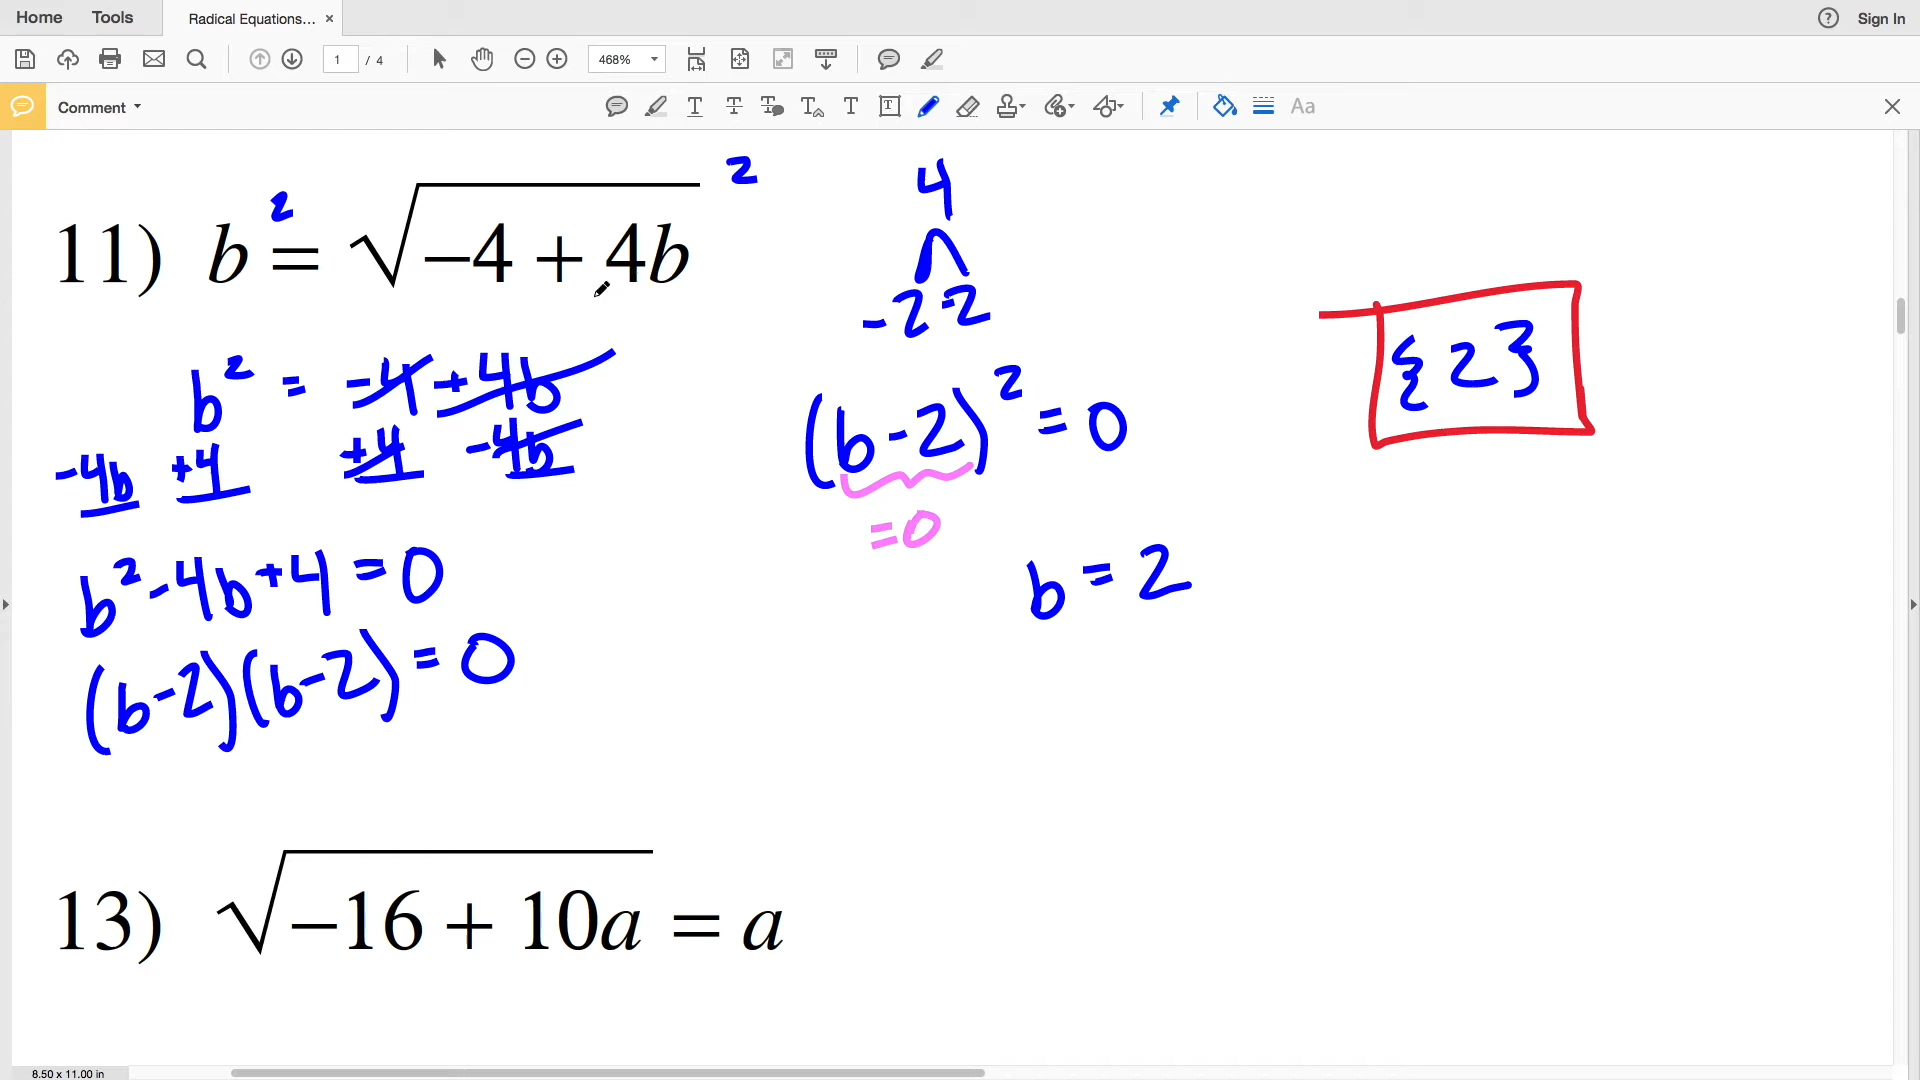 Home Tools Radical Equations... × ? Sign In
1 / 4 468%
Comment T T T T T T Aa
11) b² = √−4 + 4b ²
4
-2 -2
b² = -4 + 4b
-4b +4 +4 -4b
(b-2)² = 0
{2}
=0
b = 2
b² -4b +4 = 0
(b-2)(b-2) = 0
13) √−16 + 10a = a
8.50 x 11.00 in